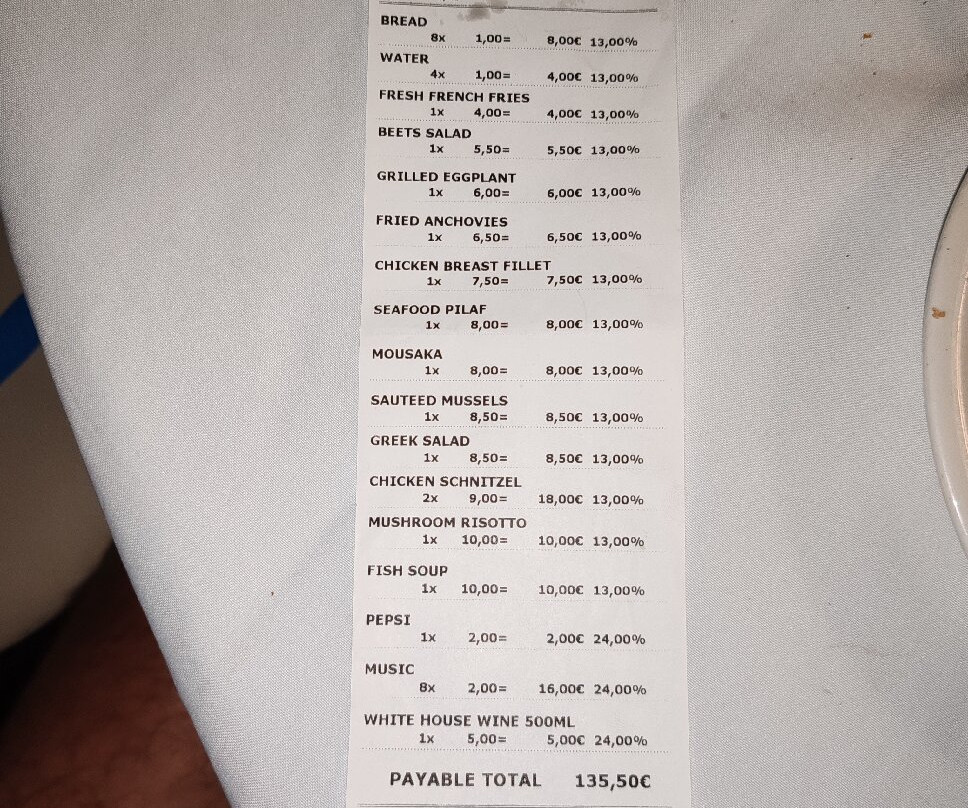 BREAD
8x 1,00= 8,00€ 13,00%
WATER
4x 1,00= 4,00€ 13,00%
FRESH FRENCH FRIES
1x 4,00= 4,00€ 13,00%
BEETS SALAD
1x 5,50= 5,50€ 13,00%
GRILLED EGGPLANT
1x 6,00= 6,00€ 13,00%
FRIED ANCHOVIES
1x 6,50= 6,50€ 13,00%
CHICKEN BREAST FILLET
1x 7,50= 7,50€ 13,00%
SEAFOOD PILAF
1x 8,00= 8,00€ 13,00%
MOUSAKA
1x 8,00= 8,00€ 13,00%
SAUTEED MUSSELS
1x 8,50= 8,50€ 13,00%
GREEK SALAD
1x 8,50= 8,50€ 13,00%
CHICKEN SCHNITZEL
2x 9,00= 18,00€ 13,00%
MUSHROOM RISOTTO
1x 10,00= 10,00€ 13,00%
FISH SOUP
1x 10,00= 10,00€ 13,00%
PEPSI
1x 2,00= 2,00€ 24,00%
MUSIC
8x 2,00= 16,00€ 24,00%
WHITE HOUSE WINE 500ML
1x 5,00= 5,00€ 24,00%
PAYABLE TOTAL 135,50€